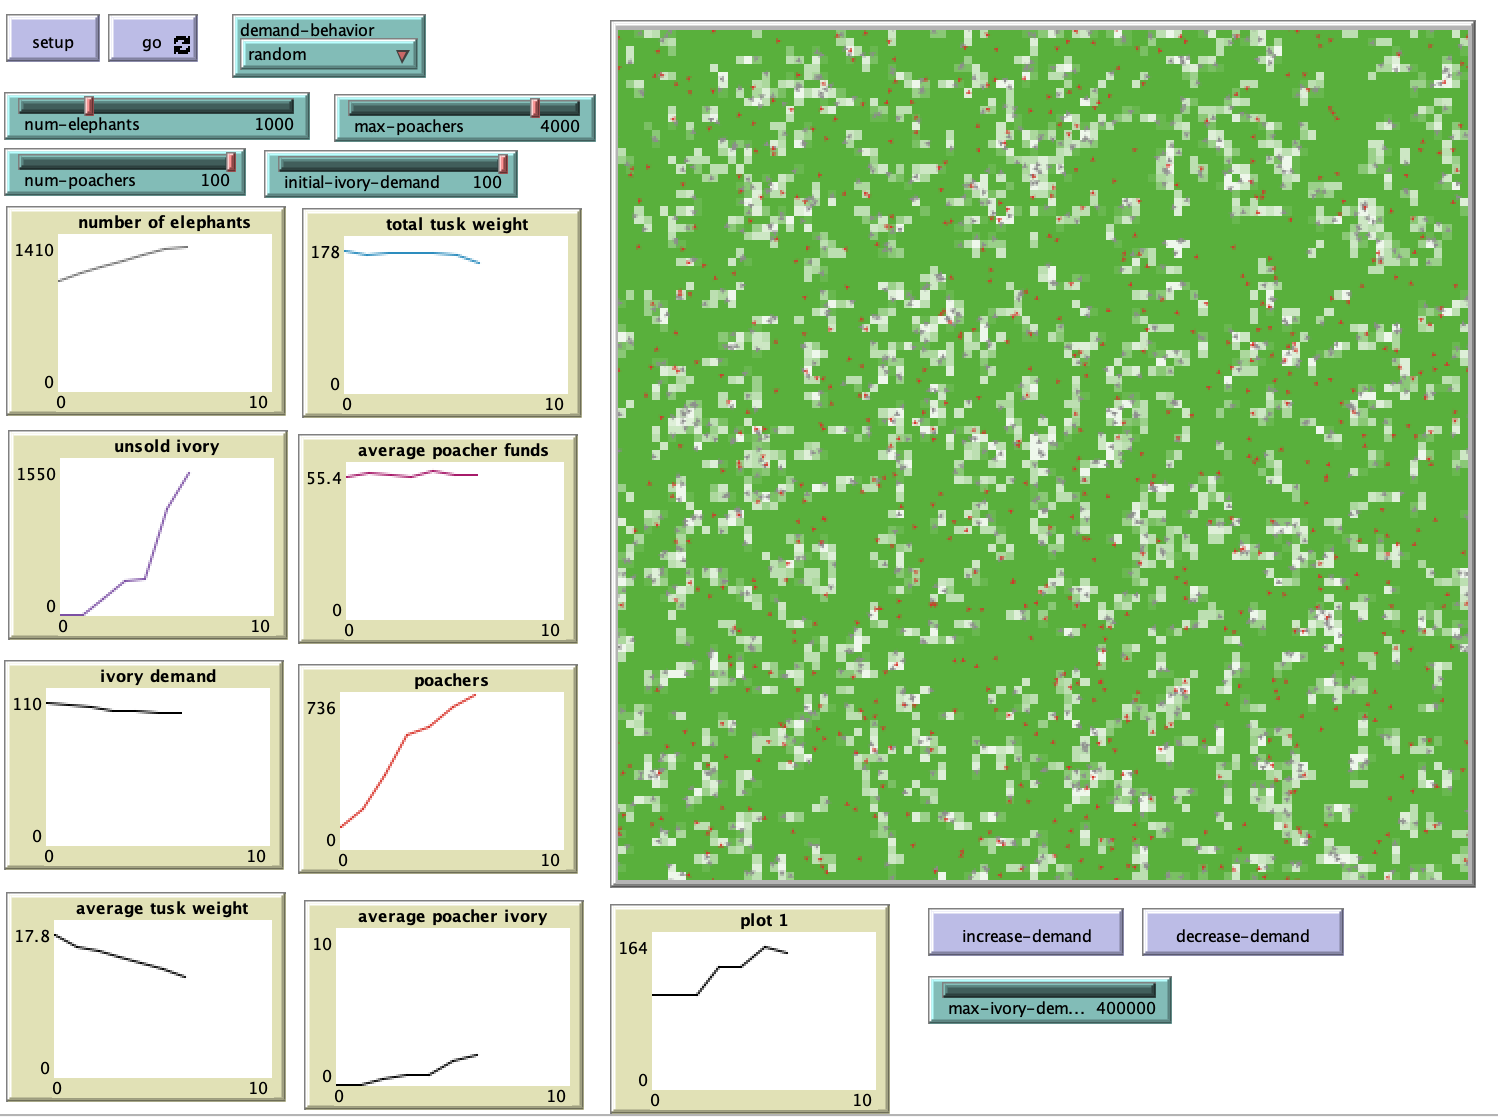 setup
go
demand-behavior
random
num-elephants 1000
max-poachers 4000
num-poachers 100
initial-ivory-demand 100
number of elephants
1410
0
0 10
total tusk weight
178
0
0 10
unsold ivory
1550
0
0 10
average poacher funds
55.4
0
0 10
ivory demand
110
0
0 10
poachers
736
0
0 10
average tusk weight
17.8
0
0 10
average poacher ivory
10
0
0 10
plot 1
164
0
0 10
increase-demand
decrease-demand
max-ivory-dem... 400000